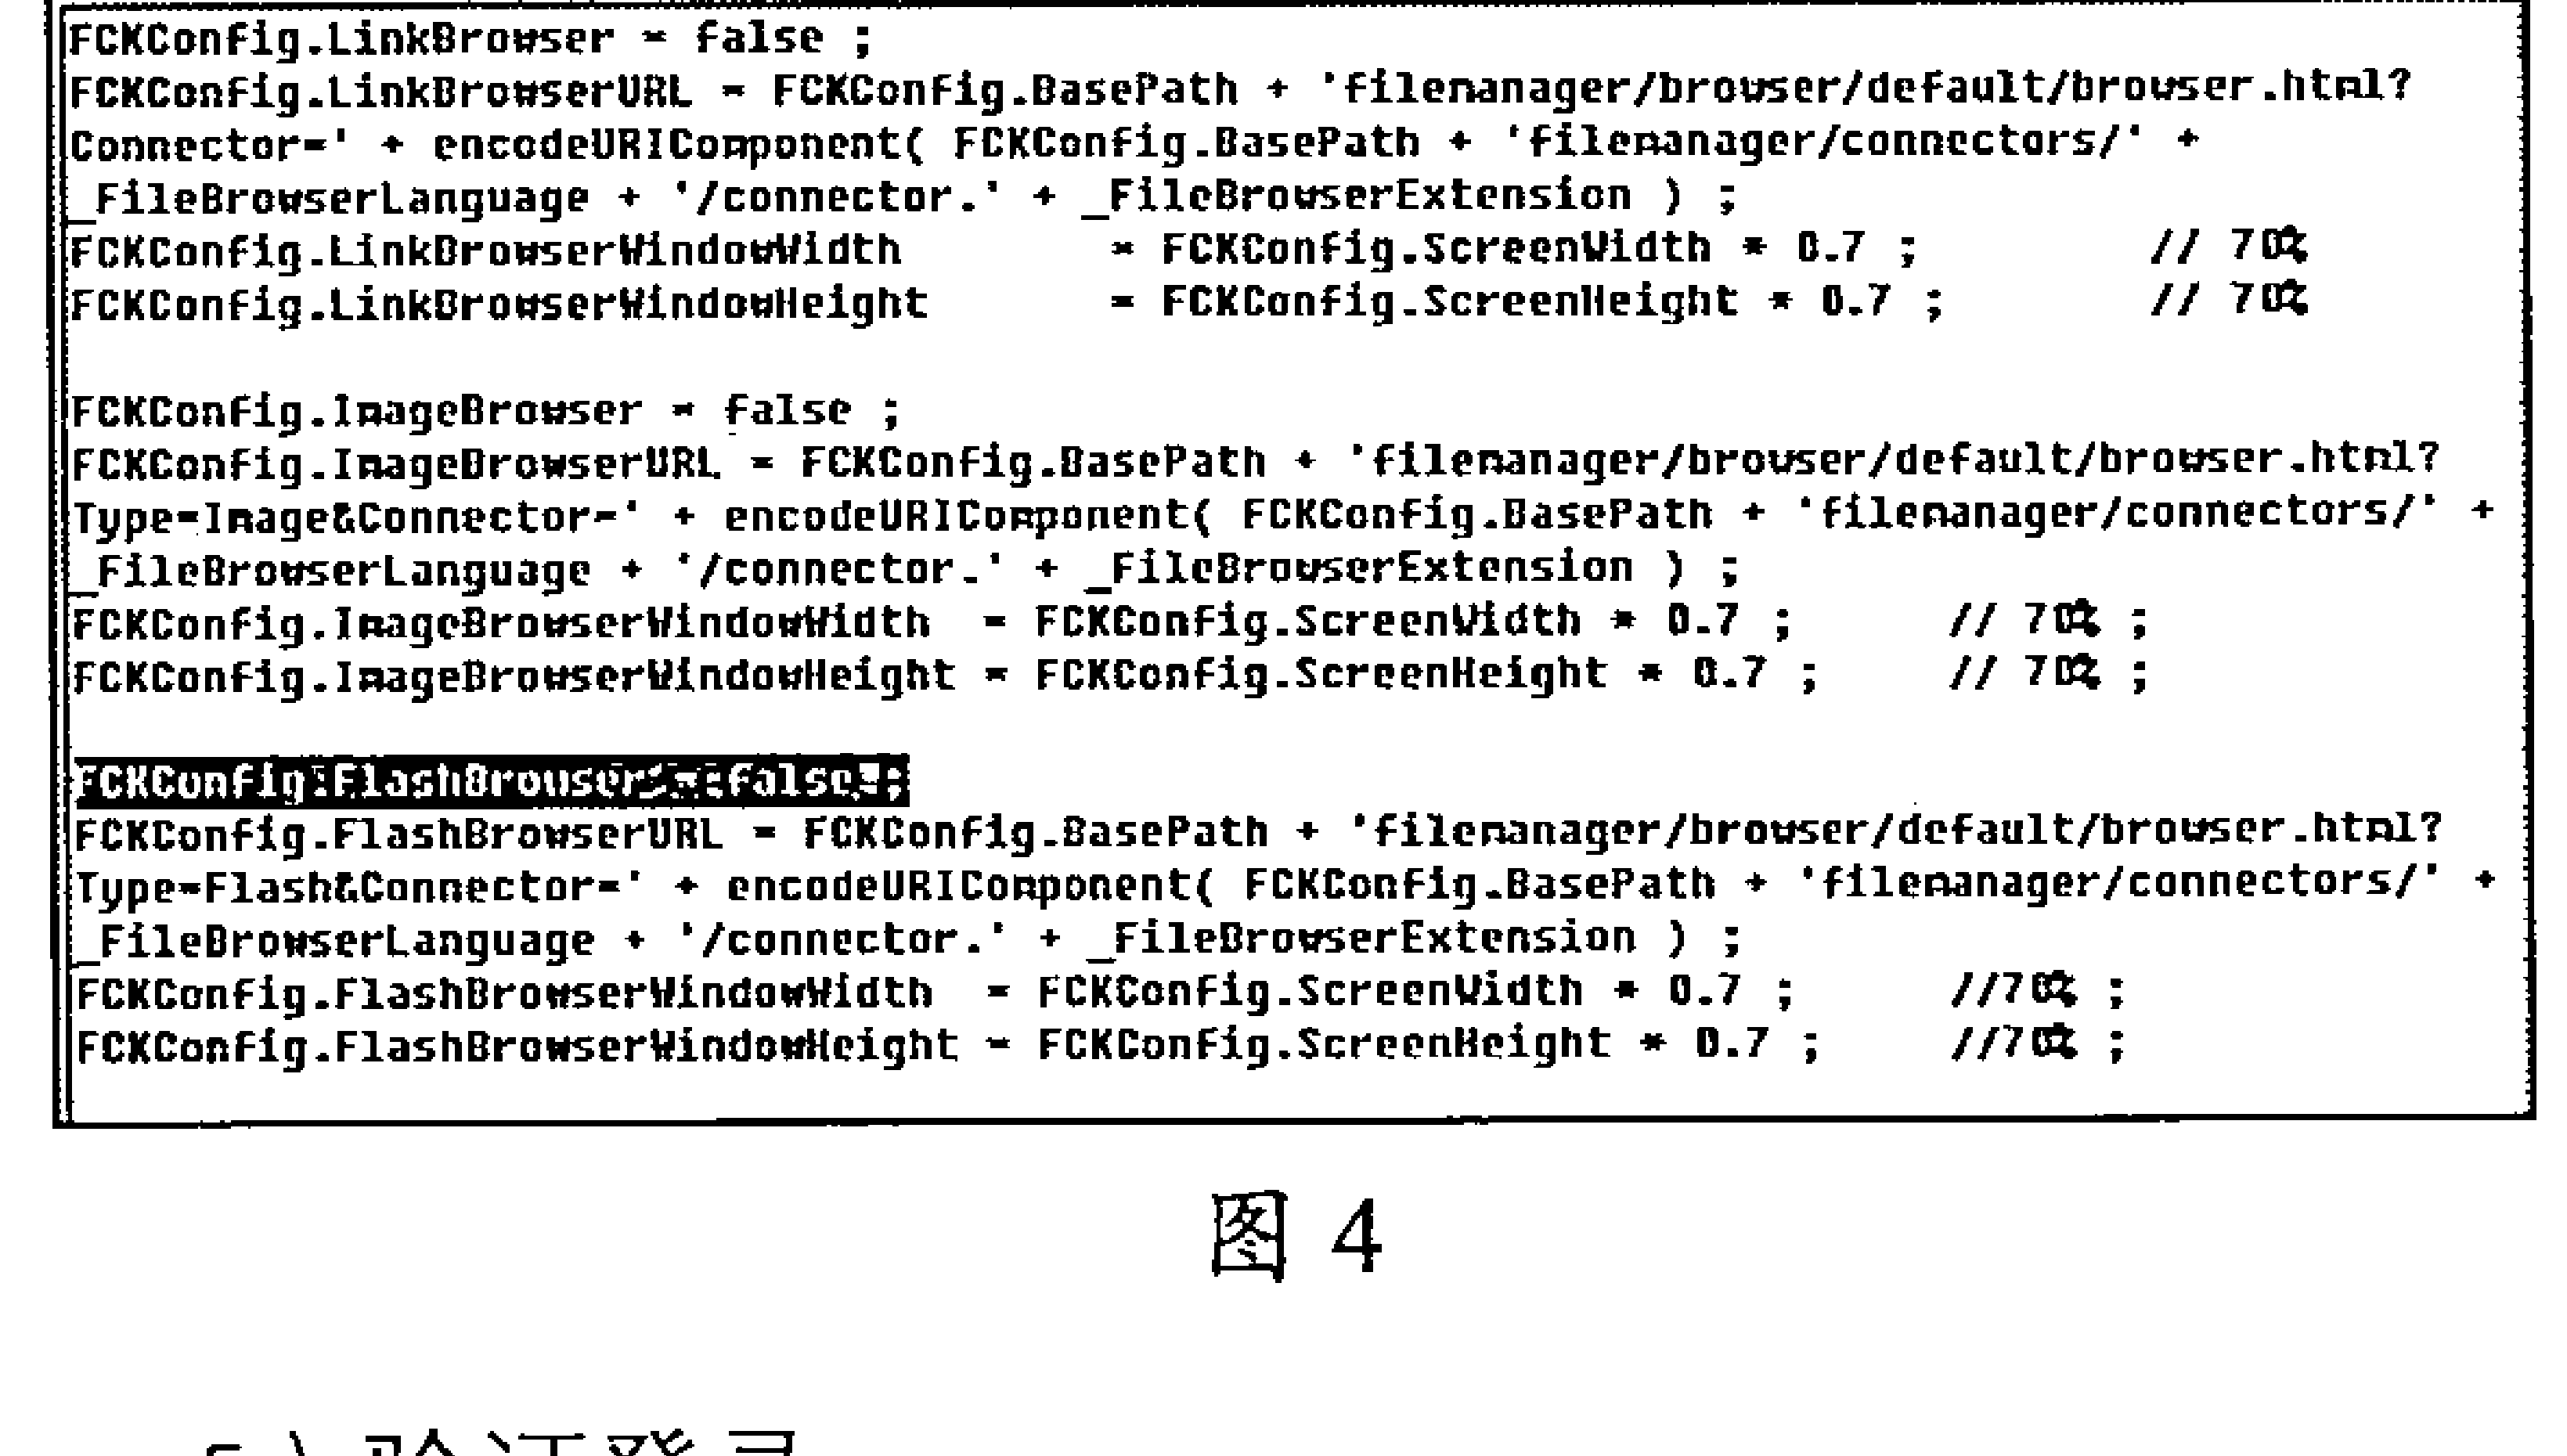 FCKConfig.LinkBrowser = false ;
FCKConfig.LinkBrowserURL = FCKConfig.BasePath + 'filemanager/browser/default/browser.html?
Connector=' + encodeURIComponent( FCKConfig.BasePath + 'filemanager/connectors/' +
_FileBrowserLanguage + '/connector.' + _FileBrowserExtension ) ;
FCKConfig.LinkBrowserWindowWidth = FCKConfig.ScreenWidth * 0.7 ; // 70%
FCKConfig.LinkBrowserWindowHeight = FCKConfig.ScreenHeight * 0.7 ; // 70%
FCKConfig.ImageBrowser = false ;
FCKConfig.ImageBrowserURL = FCKConfig.BasePath + 'filemanager/browser/default/browser.html?
Type=Image&Connector=' + encodeURIComponent( FCKConfig.BasePath + 'filemanager/connectors/' +
_FileBrowserLanguage + '/connector.' + _FileBrowserExtension ) ;
FCKConfig.ImageBrowserWindowWidth = FCKConfig.ScreenWidth * 0.7 ; // 70% ;
FCKConfig.ImageBrowserWindowHeight = FCKConfig.ScreenHeight * 0.7 ; // 70% ;
FCKConfig.FlashBrowser = false ;
FCKConfig.FlashBrowserURL = FCKConfig.BasePath + 'filemanager/browser/default/browser.html?
Type=Flash&Connector=' + encodeURIComponent( FCKConfig.BasePath + 'filemanager/connectors/' +
_FileBrowserLanguage + '/connector.' + _FileBrowserExtension ) ;
FCKConfig.FlashBrowserWindowWidth = FCKConfig.ScreenWidth * 0.7 ; //70% ;
FCKConfig.FlashBrowserWindowHeight = FCKConfig.ScreenHeight * 0.7 ; //70% ;
图 4